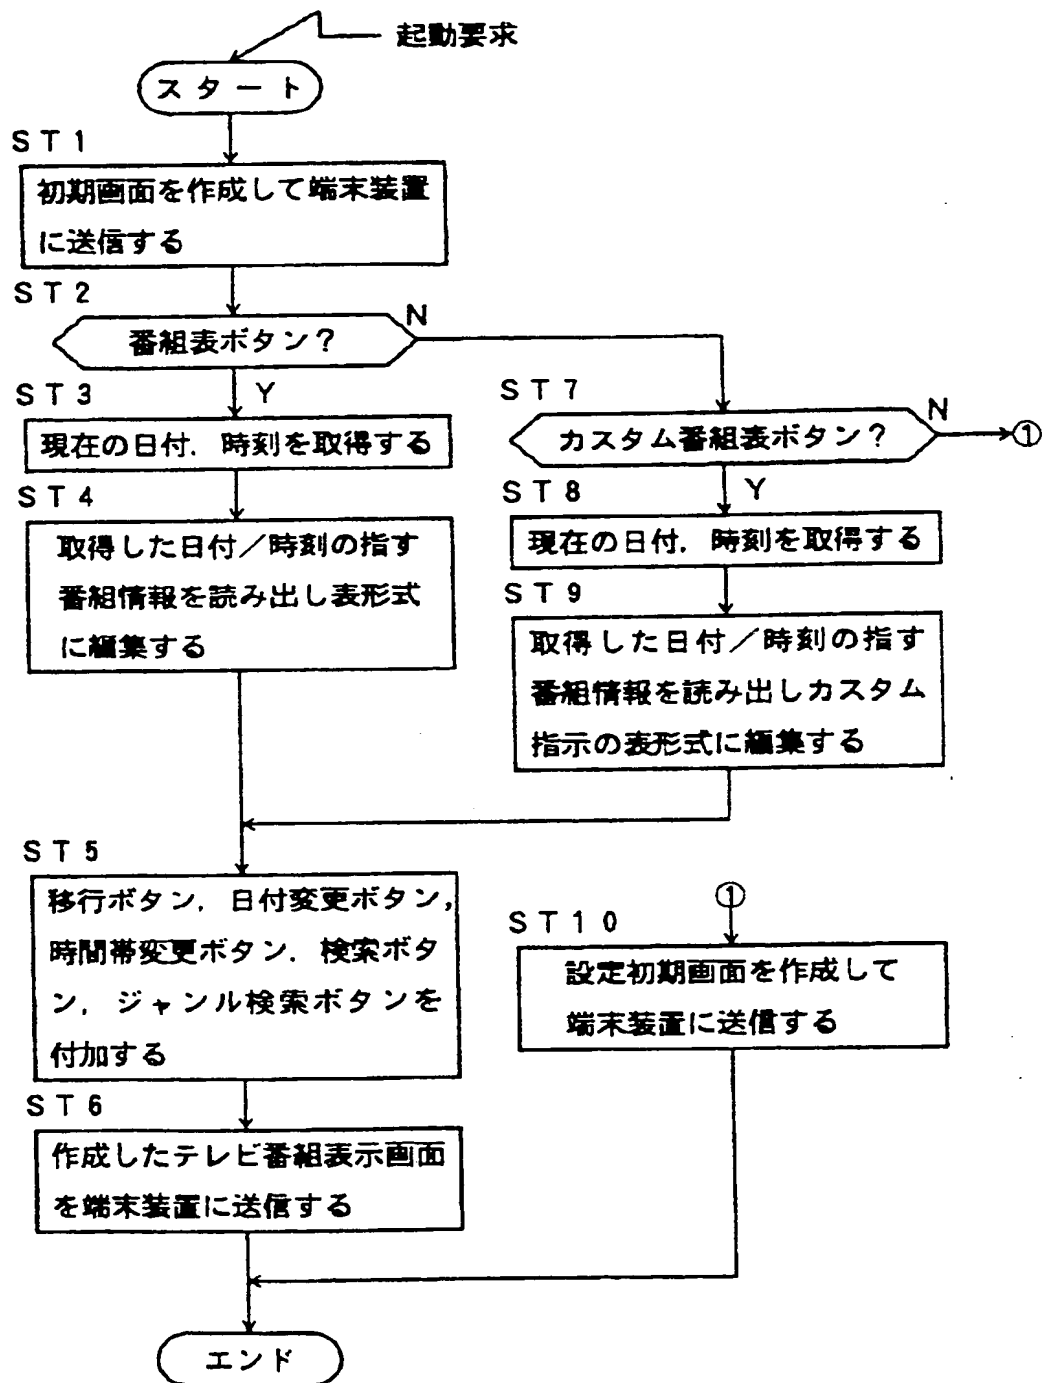 起動要求
スタート
ST1
初期画面を作成して端末装置
に送信する
ST2
番組表ボタン?
N
Y
ST3
現在の日付，時刻を取得する
ST4
取得した日付／時刻の指す
番組情報を読み出し表形式
に編集する
ST7
カスタム番組表ボタン?
N
①
Y
ST8
現在の日付，時刻を取得する
ST9
取得した日付／時刻の指す
番組情報を読み出しカスタム
指示の表形式に編集する
ST5
移行ボタン，日付変更ボタン，
時間帯変更ボタン，検索ボタ
ン，ジャンル検索ボタンを
付加する
ST6
作成したテレビ番組表示画面
を端末装置に送信する
①
ST10
設定初期画面を作成して
端末装置に送信する
エンド